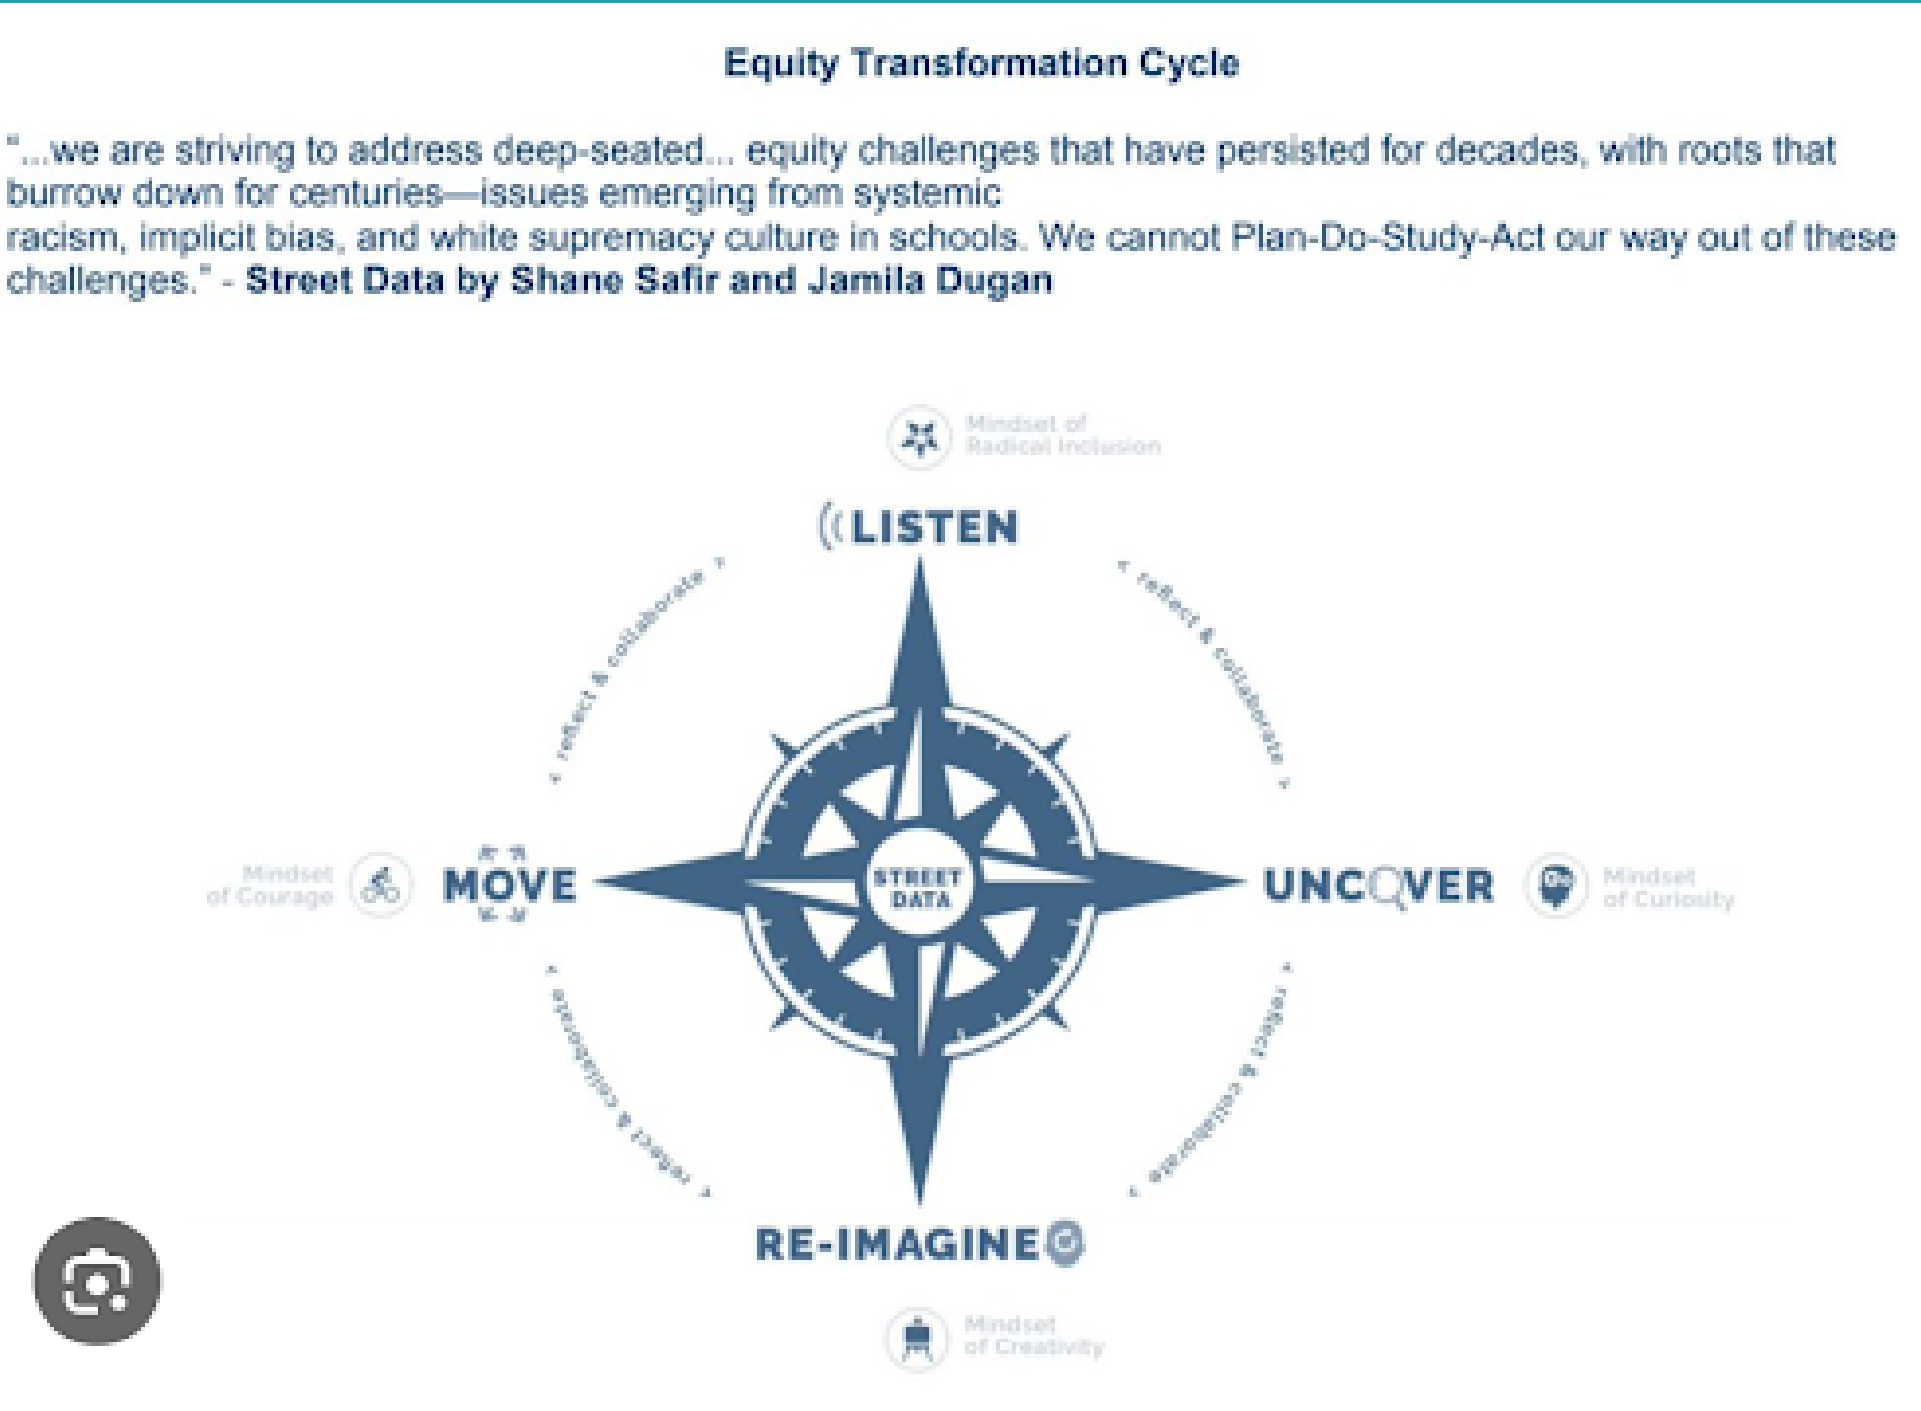 Equity Transformation Cycle
"...we are striving to address deep-seated... equity challenges that have persisted for decades, with roots that
burrow down for centuries—issues emerging from systemic
racism, implicit bias, and white supremacy culture in schools. We cannot Plan-Do-Study-Act our way out of these
challenges." - Street Data by Shane Safir and Jamila Dugan
Mindset of
Radical Inclusion
LISTEN
reflect & collaborate
reflect & collaborate
Mindset
of Courage
MOVE
STREET
DATA
UNCOVER
Mindset
of Curiosity
reflect & collaborate
reflect & collaborate
RE-IMAGINE
Mindset
of Creativity